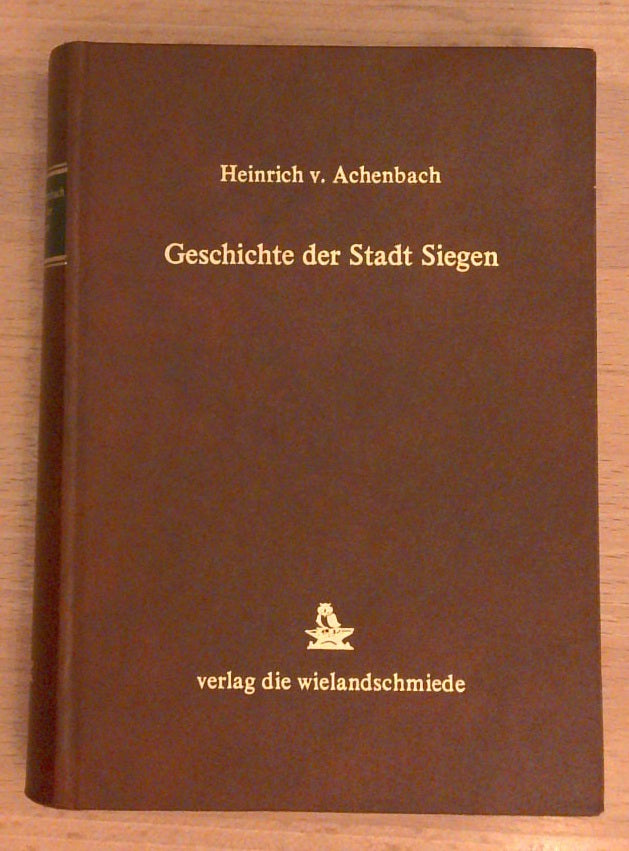 Heinrich v. Achenbach
Geschichte der Stadt Siegen
verlag die wielandschmiede